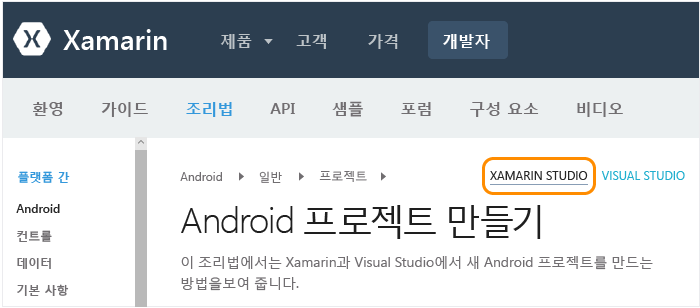 Xamarin 제품 고객 가격 개발자
환영 가이드 조리법 API 샘플 포럼 구성 요소 비디오
플랫폼 간
Android
컨트롤
데이터
기본 사항
Android 일반 프로젝트 XAMARIN STUDIO VISUAL STUDIO
Android 프로젝트 만들기
이 조리법에서는 Xamarin과 Visual Studio에서 새 Android 프로젝트를 만드는
방법을보여 줍니다.